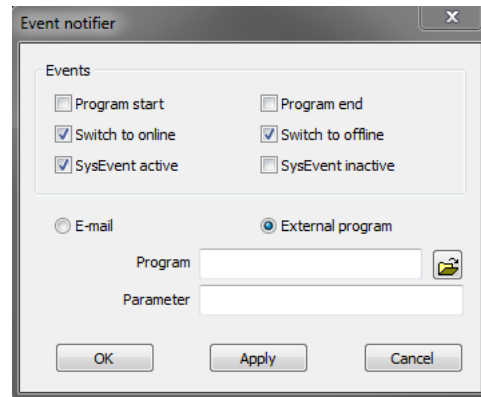 Event notifier
Events
Program start Program end
Switch to online Switch to offline
SysEvent active SysEvent inactive
E-mail External program
Program
Parameter
OK Apply Cancel